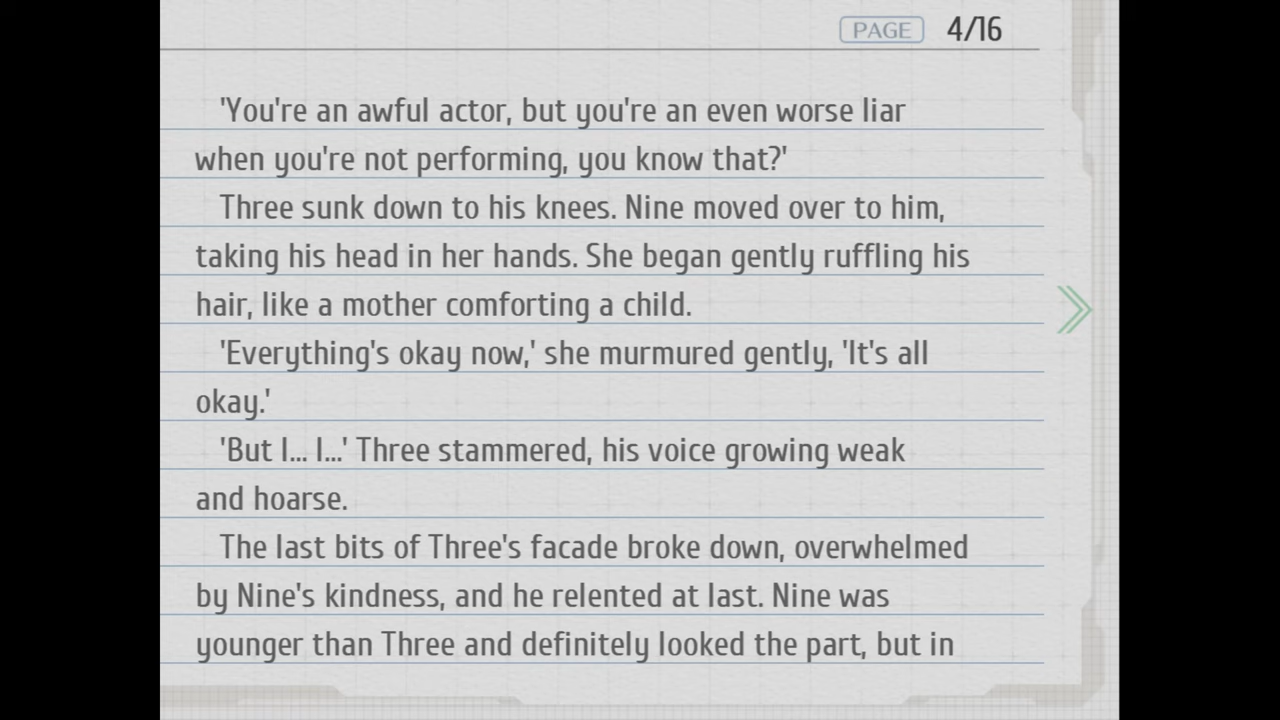 PAGE 4/16
'You're an awful actor, but you're an even worse liar
when you're not performing, you know that?'
Three sunk down to his knees. Nine moved over to him,
taking his head in her hands. She began gently ruffling his
hair, like a mother comforting a child.
'Everything's okay now,' she murmured gently, 'It's all
okay.'
'But I... I...' Three stammered, his voice growing weak
and hoarse.
The last bits of Three's facade broke down, overwhelmed
by Nine's kindness, and he relented at last. Nine was
younger than Three and definitely looked the part, but in